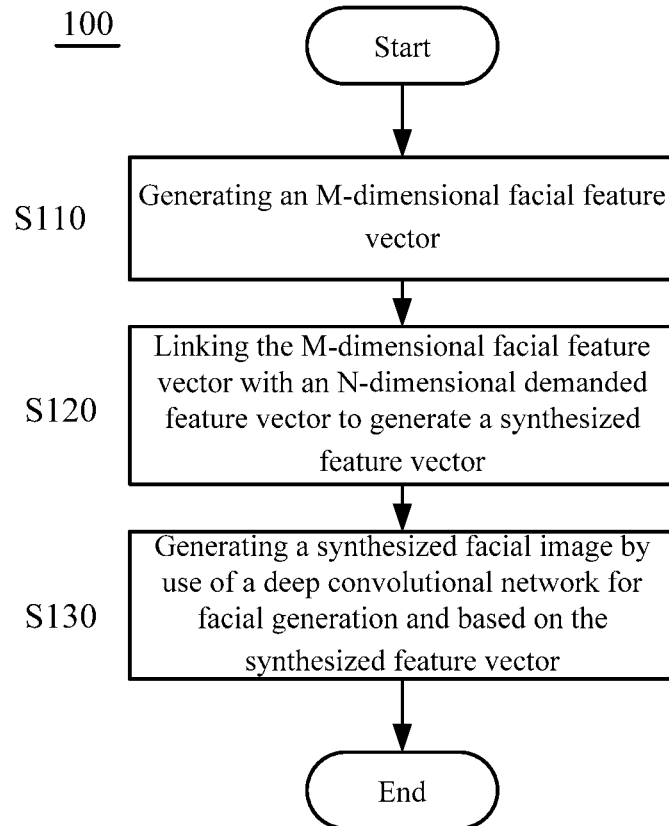 100
Start
S110
Generating an M-dimensional facial feature
vector
S120
Linking the M-dimensional facial feature
vector with an N-dimensional demanded
feature vector to generate a synthesized
feature vector
S130
Generating a synthesized facial image by
use of a deep convolutional network for
facial generation and based on the
synthesized feature vector
End